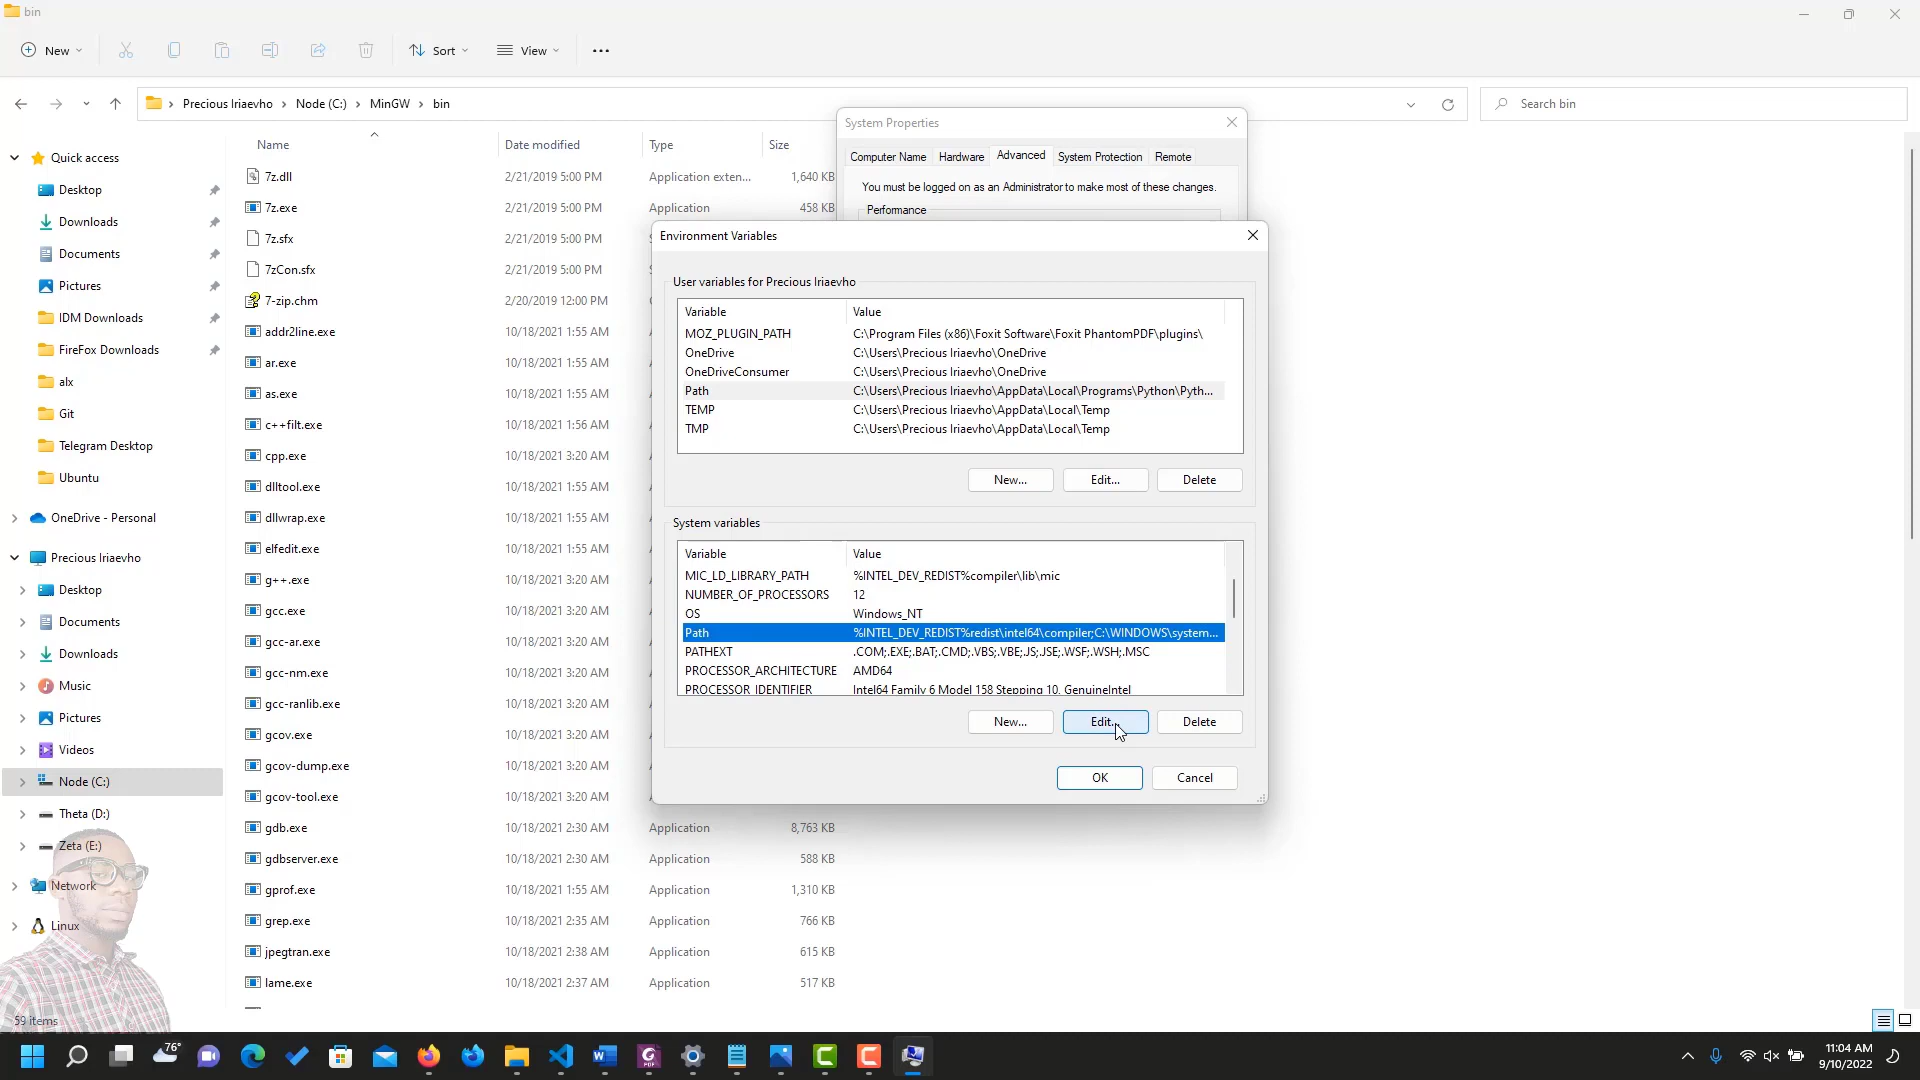 bin
New
Sort
View
Precious Iriaevho
Node (C:)
MinGW
bin
Search bin
Name
Date modified
Type
Size
Quick access
Desktop
Downloads
Documents
Pictures
IDM Downloads
FireFox Downloads
alx
Git
Telegram Desktop
Ubuntu
OneDrive - Personal
Precious Iriaevho
Desktop
Documents
Downloads
Music
Pictures
Videos
Node (C:)
Theta (D:)
Zeta (E:)
Network
Linux
59 items
7z.dll 2/21/2019 5:00 PM Application exten... 1,640 KB
7z.exe 2/21/2019 5:00 PM Application 458 KB
7z.sfx 2/21/2019 5:00 PM
7zCon.sfx 2/21/2019 5:00 PM
7-zip.chm 2/20/2019 12:00 PM
addr2line.exe 10/18/2021 1:55 AM
ar.exe 10/18/2021 1:55 AM
as.exe 10/18/2021 1:55 AM
c++filt.exe 10/18/2021 1:56 AM
cpp.exe 10/18/2021 3:20 AM
dlltool.exe 10/18/2021 1:55 AM
dllwrap.exe 10/18/2021 1:55 AM
elfedit.exe 10/18/2021 1:55 AM
g++.exe 10/18/2021 3:20 AM
gcc.exe 10/18/2021 3:20 AM
gcc-ar.exe 10/18/2021 3:20 AM
gcc-nm.exe 10/18/2021 3:20 AM
gcc-ranlib.exe 10/18/2021 3:20 AM
gcov.exe 10/18/2021 3:20 AM
gcov-dump.exe 10/18/2021 3:20 AM
gcov-tool.exe 10/18/2021 3:20 AM
gdb.exe 10/18/2021 2:30 AM Application 8,763 KB
gdbserver.exe 10/18/2021 2:30 AM Application 588 KB
gprof.exe 10/18/2021 1:55 AM Application 1,310 KB
grep.exe 10/18/2021 2:35 AM Application 766 KB
jpegtran.exe 10/18/2021 2:38 AM Application 615 KB
lame.exe 10/18/2021 2:37 AM Application 517 KB
System Properties
Computer Name Hardware Advanced System Protection Remote
You must be logged on as an Administrator to make most of these changes.
Performance
Environment Variables
User variables for Precious Iriaevho
Variable Value
MOZ_PLUGIN_PATH C:\Program Files (x86)\Foxit Software\Foxit PhantomPDF\plugins\
OneDrive C:\Users\Precious Iriaevho\OneDrive
OneDriveConsumer C:\Users\Precious Iriaevho\OneDrive
Path C:\Users\Precious Iriaevho\AppData\Local\Programs\Python\Pyth...
TEMP C:\Users\Precious Iriaevho\AppData\Local\Temp
TMP C:\Users\Precious Iriaevho\AppData\Local\Temp
New... Edit... Delete
System variables
Variable Value
MIC_LD_LIBRARY_PATH %INTEL_DEV_REDIST%compiler\lib\mic
NUMBER_OF_PROCESSORS 12
OS Windows_NT
Path %INTEL_DEV_REDIST%redist\intel64\compiler;C:\WINDOWS\system...
PATHEXT .COM;.EXE;.BAT;.CMD;.VBS;.VBE;.JS;.JSE;.WSF;.WSH;.MSC
PROCESSOR_ARCHITECTURE AMD64
PROCESSOR_IDENTIFIER Intel64 Family 6 Model 158 Stepping 10, GenuineIntel
New... Edit... Delete
OK Cancel
76°
11:04 AM
9/10/2022